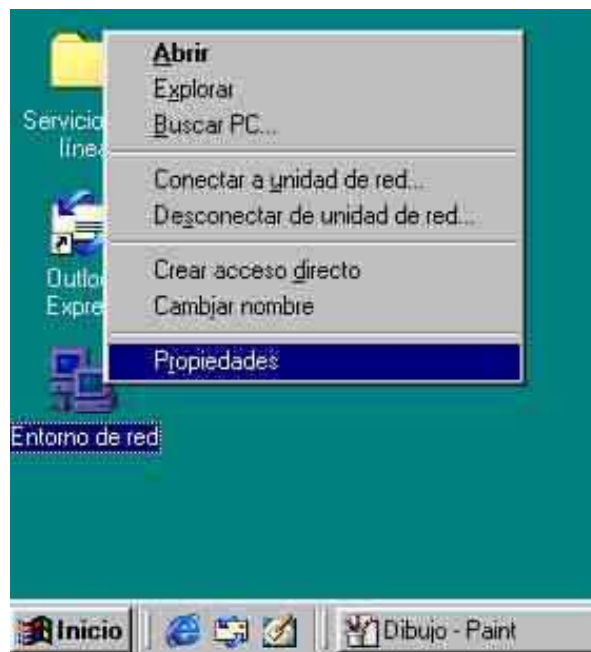 Abrir
Explorar
Buscar PC...
Conectar a unidad de red...
Desconectar de unidad de red...
Crear acceso directo
Cambiar nombre
Propiedades
Entorno de red
Inicio
Dibujo - Paint